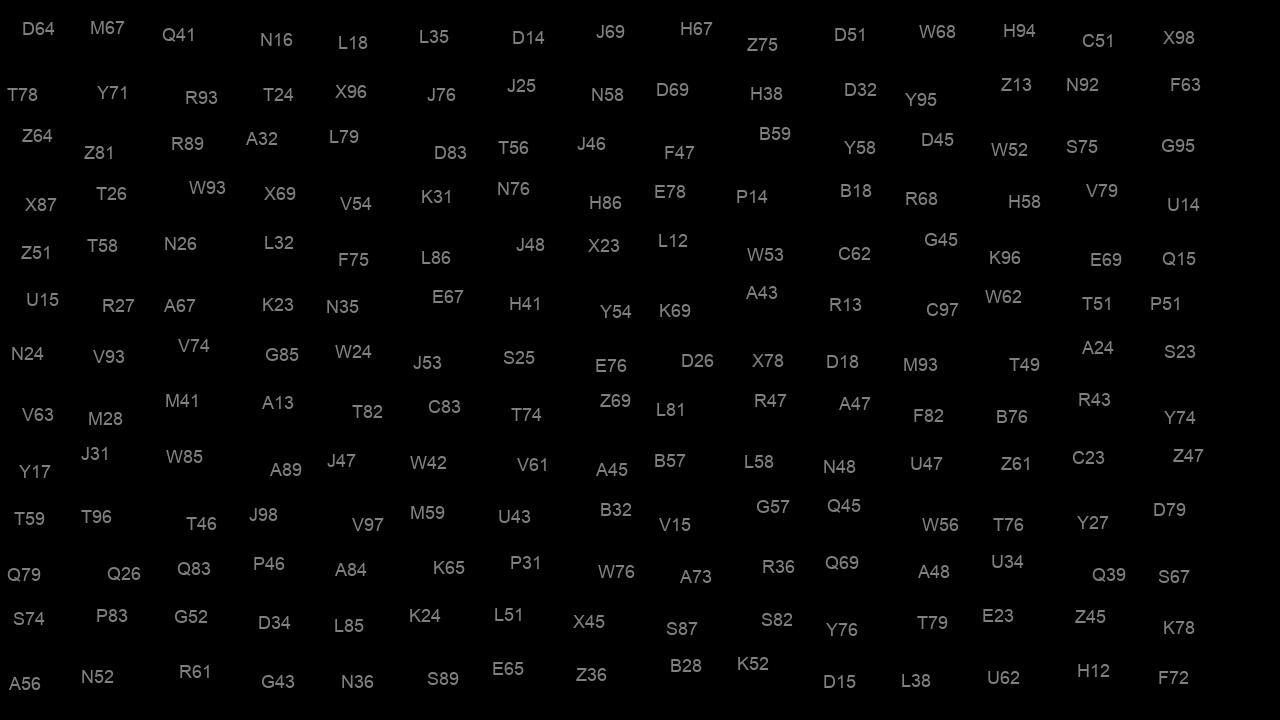 D64 M67 Q41 N16 L18 L35 D14 J69 H67 Z75 D51 W68 H94 C51 X98
T78 Y71 R93 T24 X96 J76 J25 N58 D69 H38 D32 Y95 Z13 N92 F63
Z64 Z81 R89 A32 L79 D83 T56 J46 F47 B59 Y58 D45 W52 S75 G95
X87 T26 W93 X69 V54 K31 N76 H86 E78 P14 B18 R68 H58 V79 U14
Z51 T58 N26 L32 F75 L86 J48 X23 L12 W53 C62 G45 K96 E69 Q15
U15 R27 A67 K23 N35 E67 H41 Y54 K69 A43 R13 C97 W62 T51 P51
N24 V93 V74 G85 W24 J53 S25 E76 D26 X78 D18 M93 T49 A24 S23
V63 M28 M41 A13 T82 C83 T74 Z69 L81 R47 A47 F82 B76 R43 Y74
Y17 J31 W85 A89 J47 W42 V61 A45 B57 L58 N48 U47 Z61 C23 Z47
T59 T96 T46 J98 V97 M59 U43 B32 V15 G57 Q45 W56 T76 Y27 D79
Q79 Q26 Q83 P46 A84 K65 P31 W76 A73 R36 Q69 A48 U34 Q39 S67
S74 P83 G52 D34 L85 K24 L51 X45 S87 S82 Y76 T79 E23 Z45 K78
A56 N52 R61 G43 N36 S89 E65 Z36 B28 K52 D15 L38 U62 H12 F72